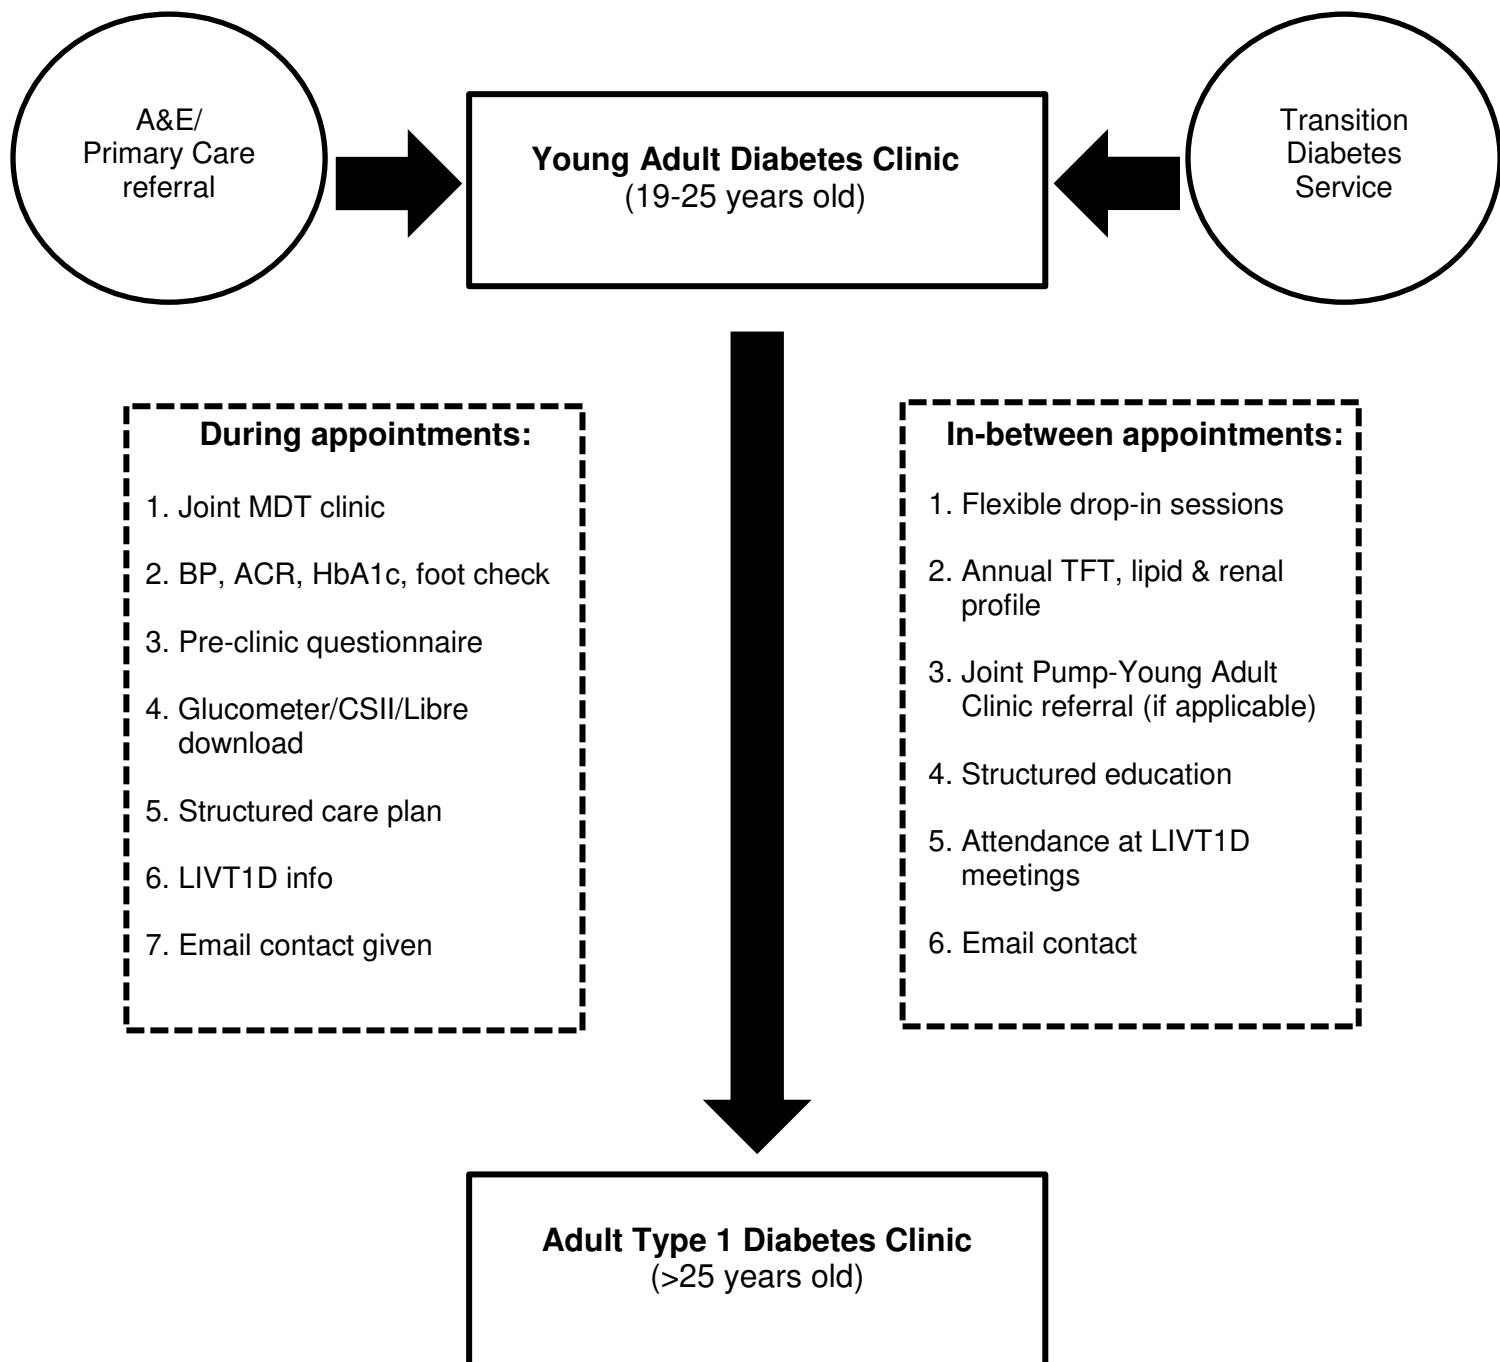 A&E/
Primary Care
referral
Young Adult Diabetes Clinic
(19-25 years old)
Transition
Diabetes
Service
During appointments:
1. Joint MDT clinic
2. BP, ACR, HbA1c, foot check
3. Pre-clinic questionnaire
4. Glucometer/CSII/Libre
download
5. Structured care plan
6. LIVT1D info
7. Email contact given
In-between appointments:
1. Flexible drop-in sessions
2. Annual TFT, lipid & renal
profile
3. Joint Pump-Young Adult
Clinic referral (if applicable)
4. Structured education
5. Attendance at LIVT1D
meetings
6. Email contact
Adult Type 1 Diabetes Clinic
(>25 years old)